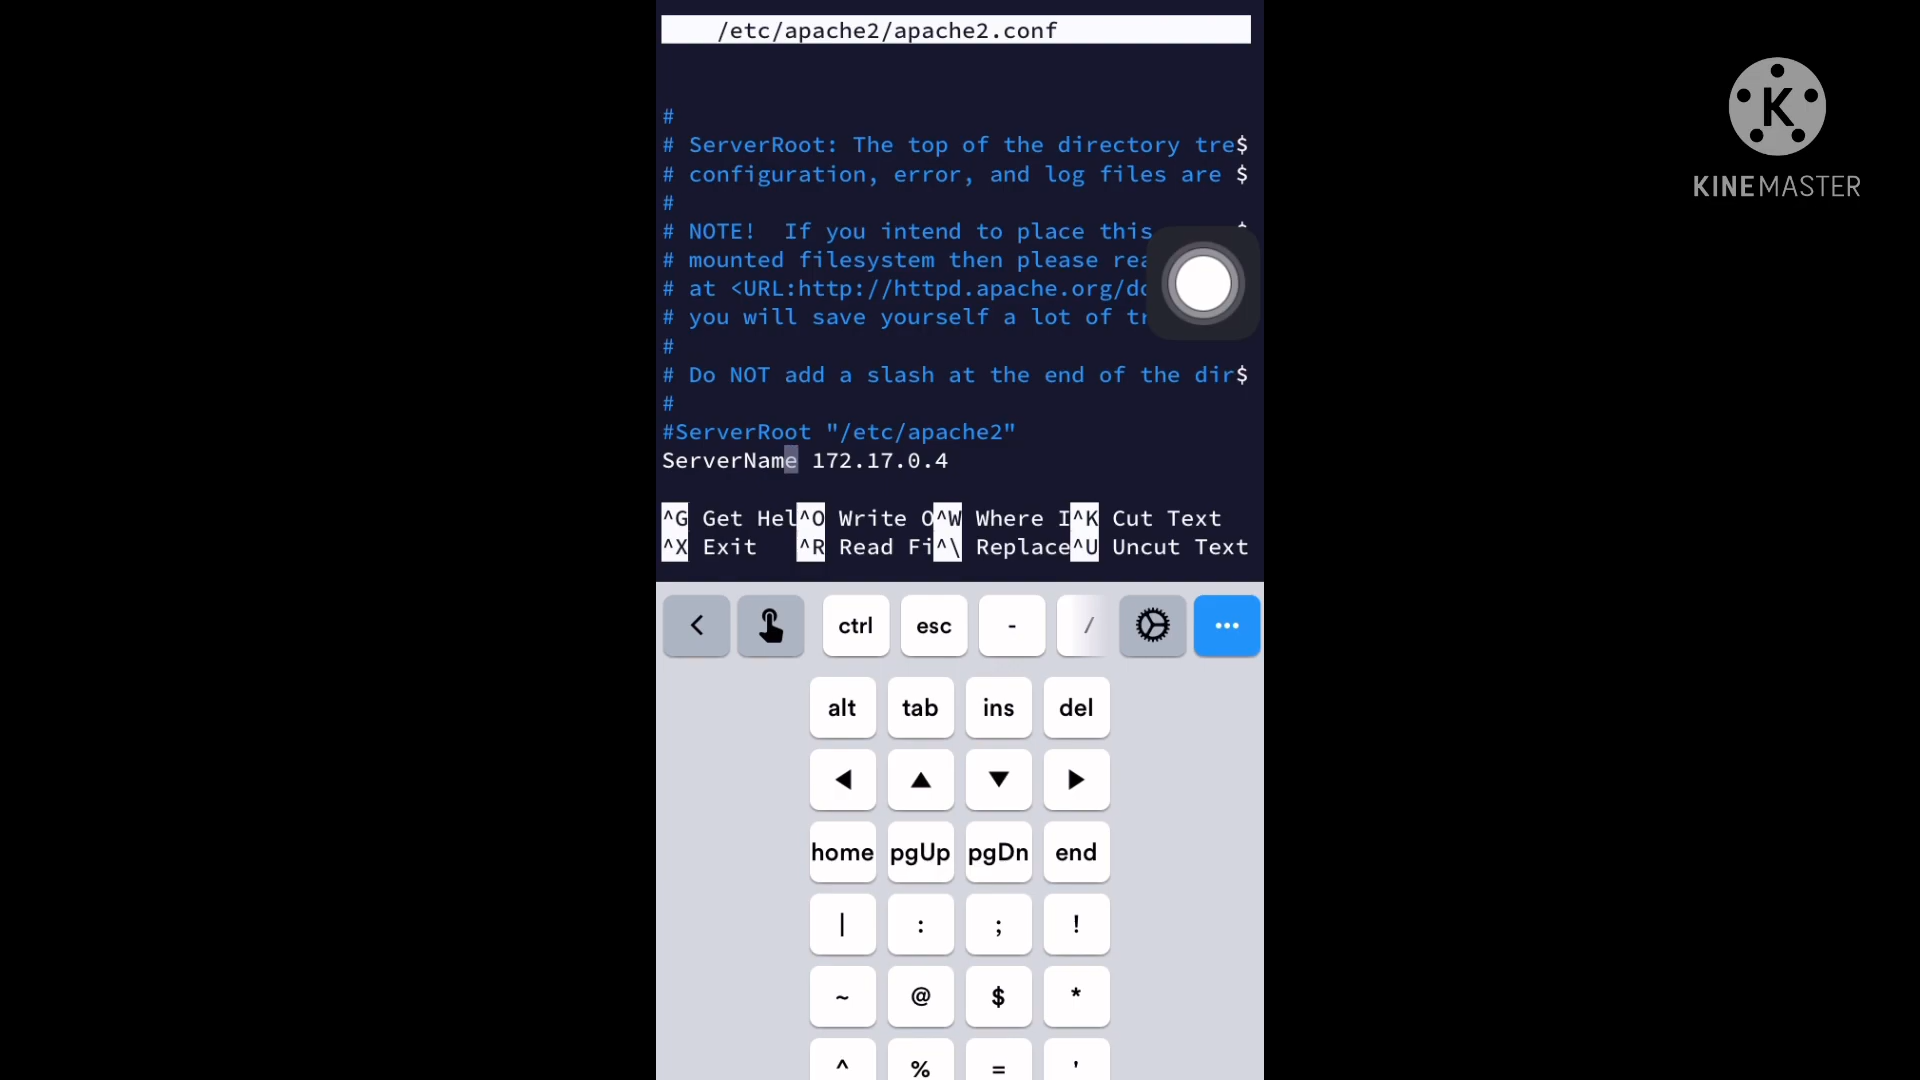 /etc/apache2/apache2.conf
#
# ServerRoot: The top of the directory tre$
# configuration, error, and log files are $
#
# NOTE!  If you intend to place this
# mounted filesystem then please rea
# at <URL:http://httpd.apache.org/do
# you will save yourself a lot of tr
#
# Do NOT add a slash at the end of the dir$
#
#ServerRoot "/etc/apache2"
ServerName 172.17.0.4
^G Get Hel^O Write O^W Where I^K Cut Text
^X Exit ^R Read Fi^\ Replace^U Uncut Text
ctrl esc - / •••
alt tab ins del
home pgUp pgDn end
| : ; !
~ @ $ *
^ % = '
K
KINEMASTER